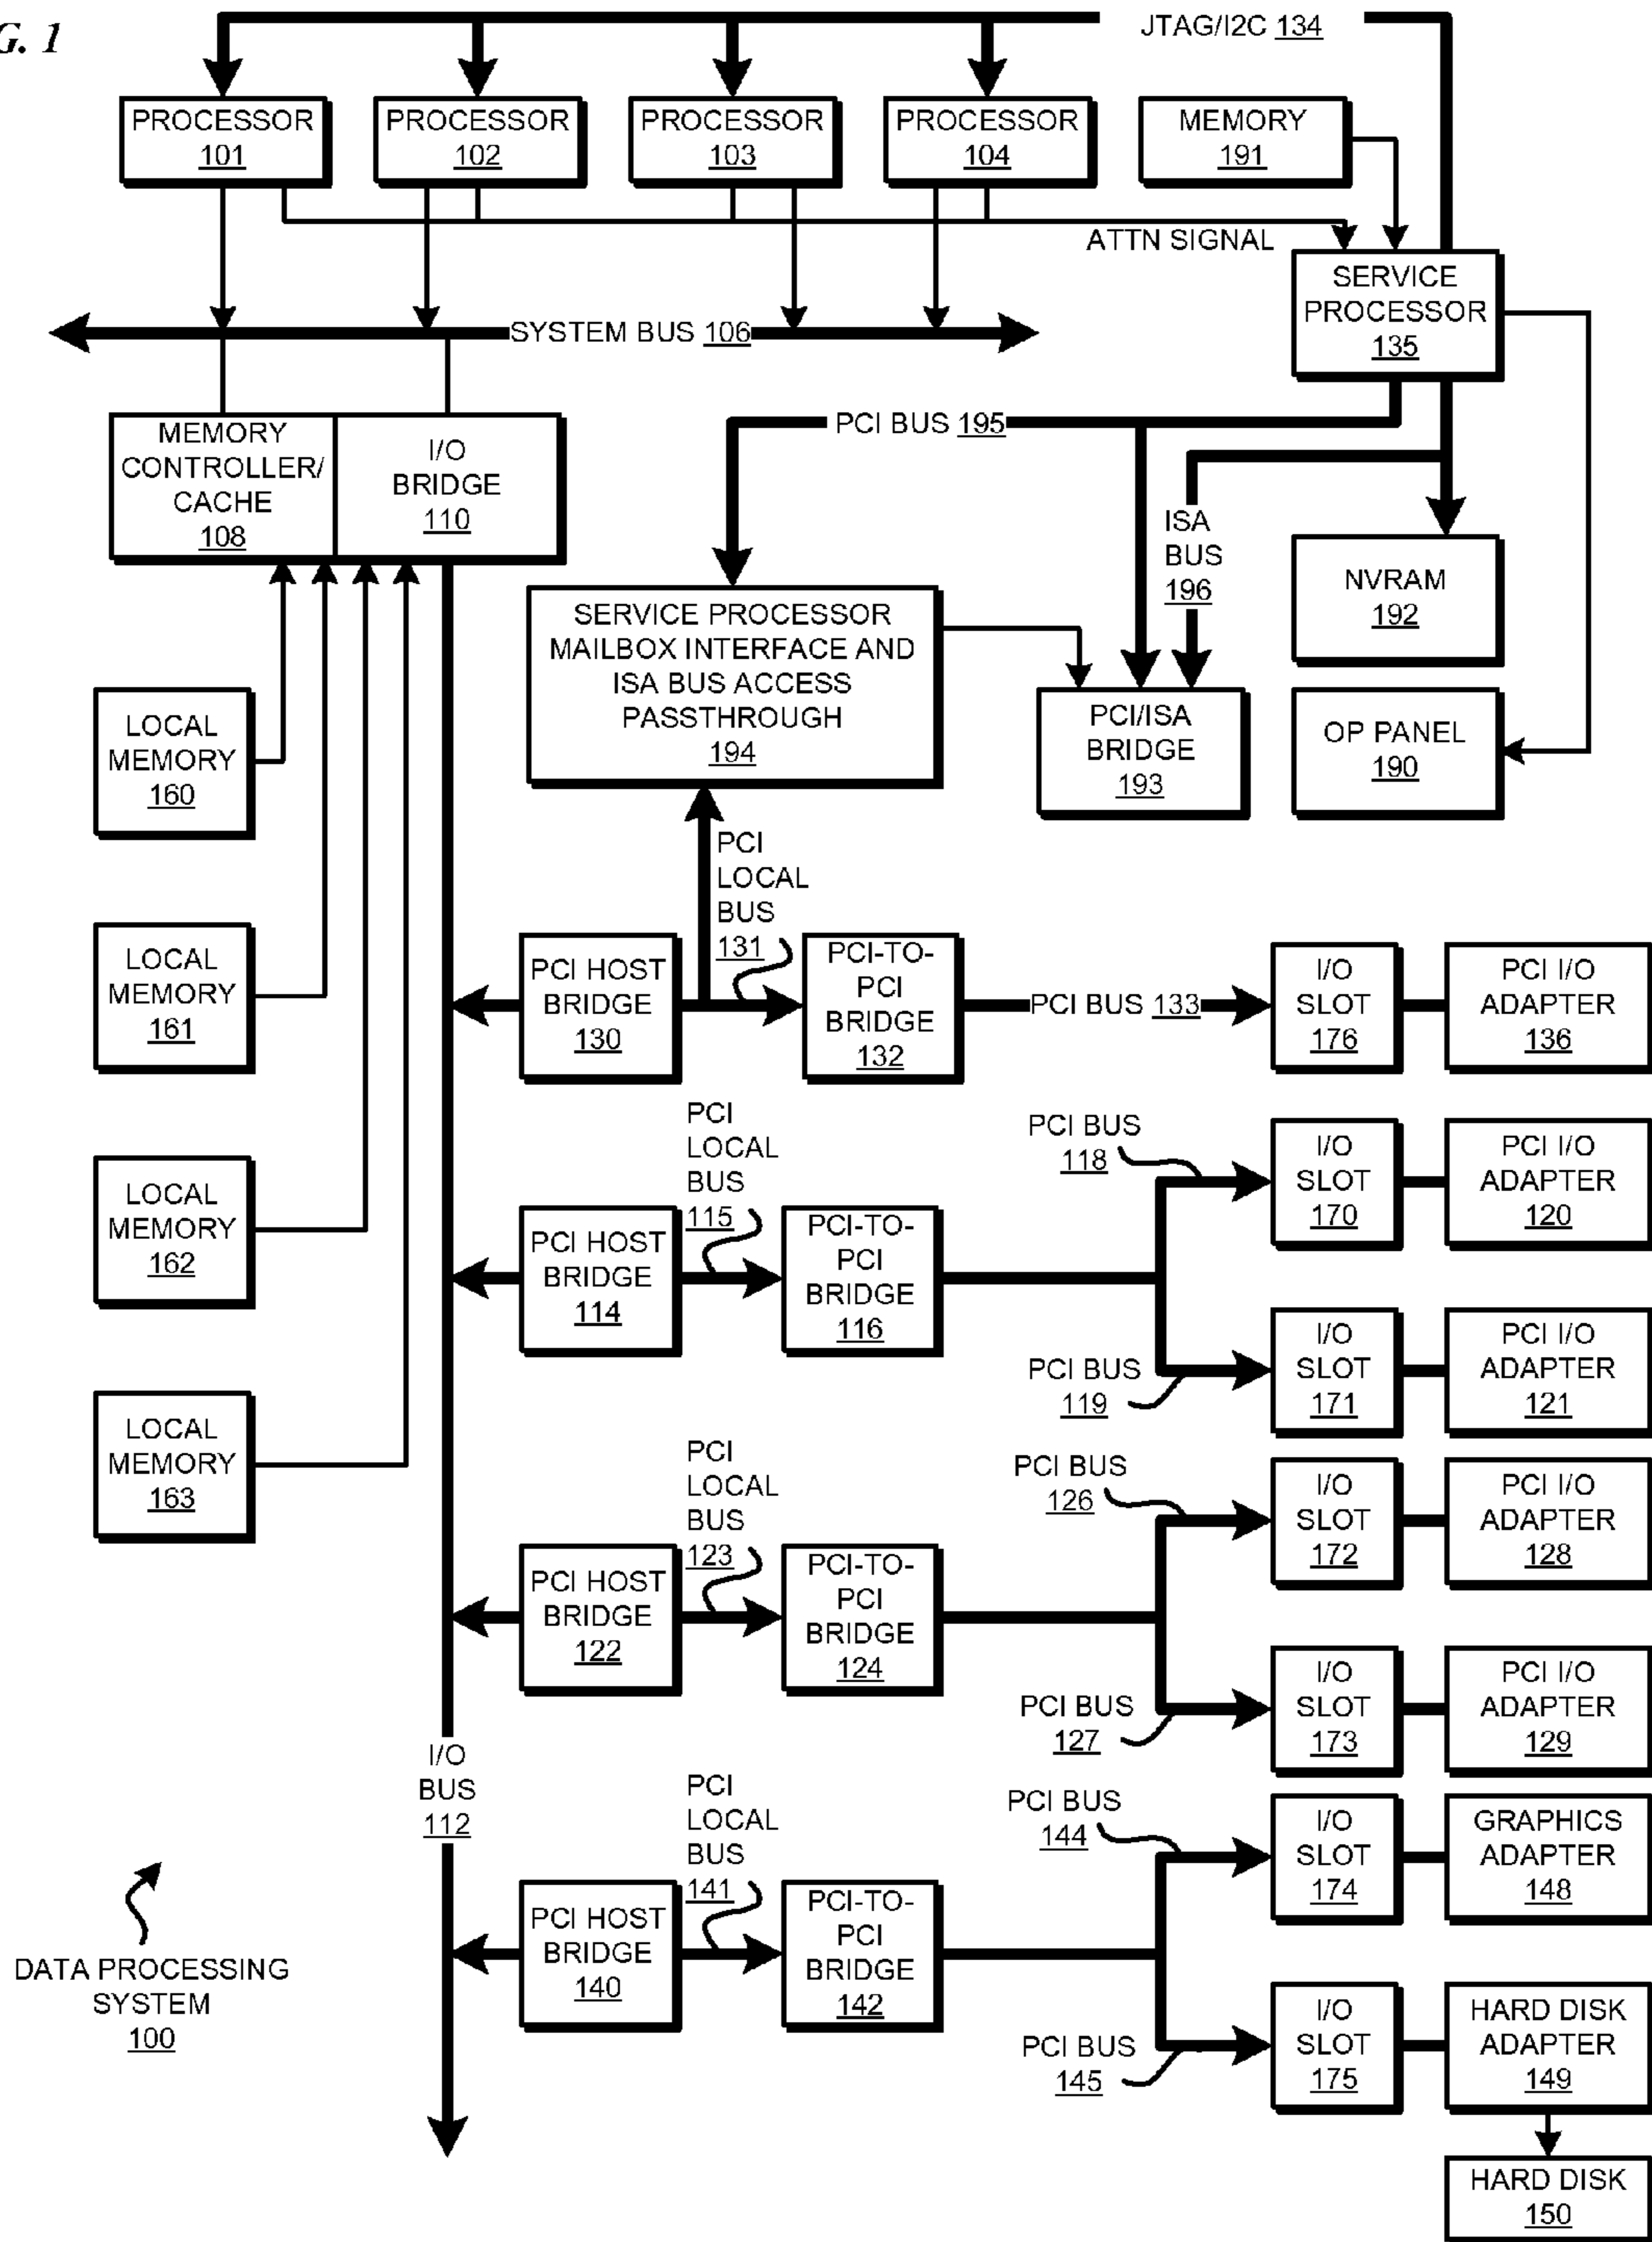 G. 1
JTAG/I2C 134
PROCESSOR
101
PROCESSOR
102
PROCESSOR
103
PROCESSOR
104
MEMORY
191
ATTN SIGNAL
SERVICE
PROCESSOR
135
SYSTEM BUS 106
MEMORY
CONTROLLER/
CACHE
108
I/O
BRIDGE
110
PCI BUS 195
ISA
BUS
196
NVRAM
192
SERVICE PROCESSOR
MAILBOX INTERFACE AND
ISA BUS ACCESS
PASSTHROUGH
194
PCI/ISA
BRIDGE
193
OP PANEL
190
LOCAL
MEMORY
160
LOCAL
MEMORY
161
LOCAL
MEMORY
162
LOCAL
MEMORY
163
PCI
LOCAL
BUS
131
PCI HOST
BRIDGE
130
PCI-TO-
PCI
BRIDGE
132
PCI BUS 133
I/O
SLOT
176
PCI I/O
ADAPTER
136
PCI
LOCAL
BUS
115
PCI HOST
BRIDGE
114
PCI-TO-
PCI
BRIDGE
116
PCI BUS
118
I/O
SLOT
170
PCI I/O
ADAPTER
120
PCI BUS
119
I/O
SLOT
171
PCI I/O
ADAPTER
121
PCI
LOCAL
BUS
123
PCI HOST
BRIDGE
122
PCI-TO-
PCI
BRIDGE
124
PCI BUS
126
I/O
SLOT
172
PCI I/O
ADAPTER
128
PCI BUS
127
I/O
SLOT
173
PCI I/O
ADAPTER
129
I/O
BUS
112
PCI
LOCAL
BUS
141
PCI HOST
BRIDGE
140
PCI-TO-
PCI
BRIDGE
142
PCI BUS
144
I/O
SLOT
174
GRAPHICS
ADAPTER
148
PCI BUS
145
I/O
SLOT
175
HARD DISK
ADAPTER
149
HARD DISK
150
DATA PROCESSING
SYSTEM
100